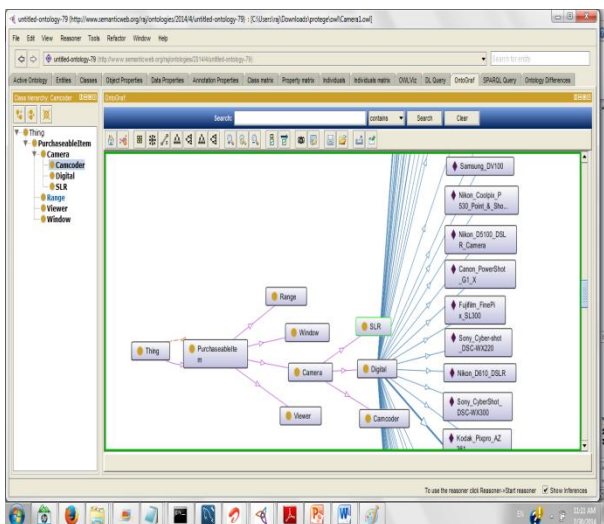 untitled-ontology-79 (http://www.semanticweb.org/raj/ontologies/2014/4/untitled-ontology-79) : [C:\Users\raj\Downloads\protege\owl\Camera1.owl]
File Edit View Reasoner Tools Refactor Window Help
untitled-ontology-79 (http://www.semanticweb.org/raj/ontologies/2014/4/untitled-ontology-79)
Search for entity
Active Ontology Entities Classes Object Properties Data Properties Annotation Properties Class matrix Property matrix Individuals Individuals matrix OWLViz DL Query OntoGraf SPARQL Query Ontology Differences
Class hierarchy: Camcoder
OntoGraf:
Search: contains Search Clear
Thing
PurchaseableItem
Camera
Camcoder
Digital
SLR
Range
Viewer
Window
Samsung_DV100
Nikon_Coolpix_P
530_Point_&_Sho...
Nikon_D5100_DSL
R_Camera
Canon_PowerShot
_G1_X
Range
Fujifilm_FinePi
x_SL300
Window
SLR
Sony_Cyber-shot
_DSC-WX220
Thing
PurchaseableIte
m
Camera
Digital
Nikon_D610_DSLR
Sony_CyberShot_
DSC-WX300
Viewer
Camcoder
Kodak_Pixpro_AZ
To use the reasoner click Reasoner->Start reasoner Show Inferences
EN